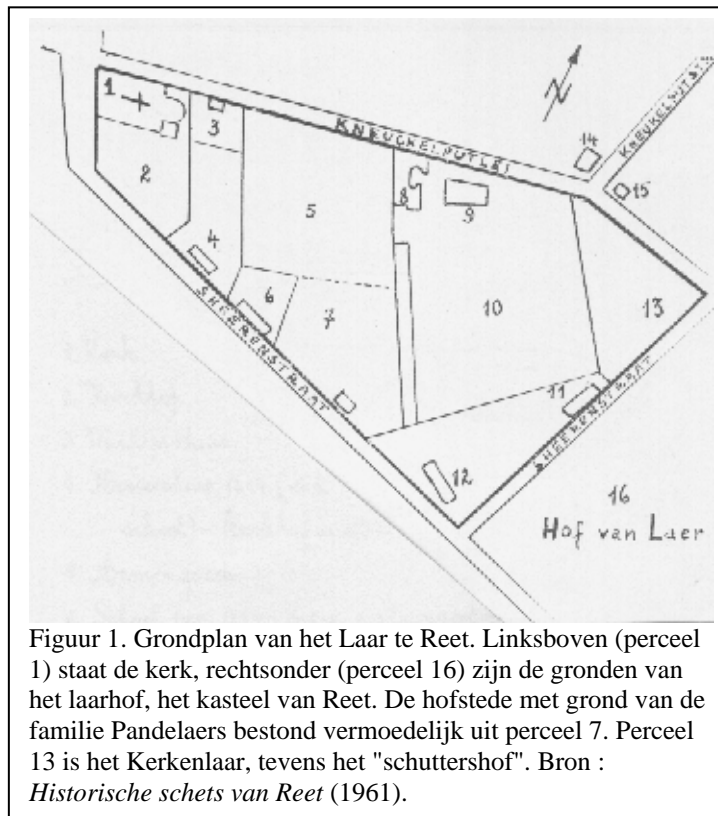 N
KNEUCKELPUTLEI
KNEUKELPUTSTR
1
2
3
4
5
6
7
8
9
10
11
12
13
14
15
SHEERENSTRAAT
SHEERENSTRAAT
16
Hof van Laer
Figuur 1. Grondplan van het Laar te Reet. Linksboven (perceel
1) staat de kerk, rechtsonder (perceel 16) zijn de gronden van
het laarhof, het kasteel van Reet. De hofstede met grond van de
familie Pandelaers bestond vermoedelijk uit perceel 7. Perceel
13 is het Kerkenlaar, tevens het "schuttershof". Bron :
Historische schets van Reet (1961).